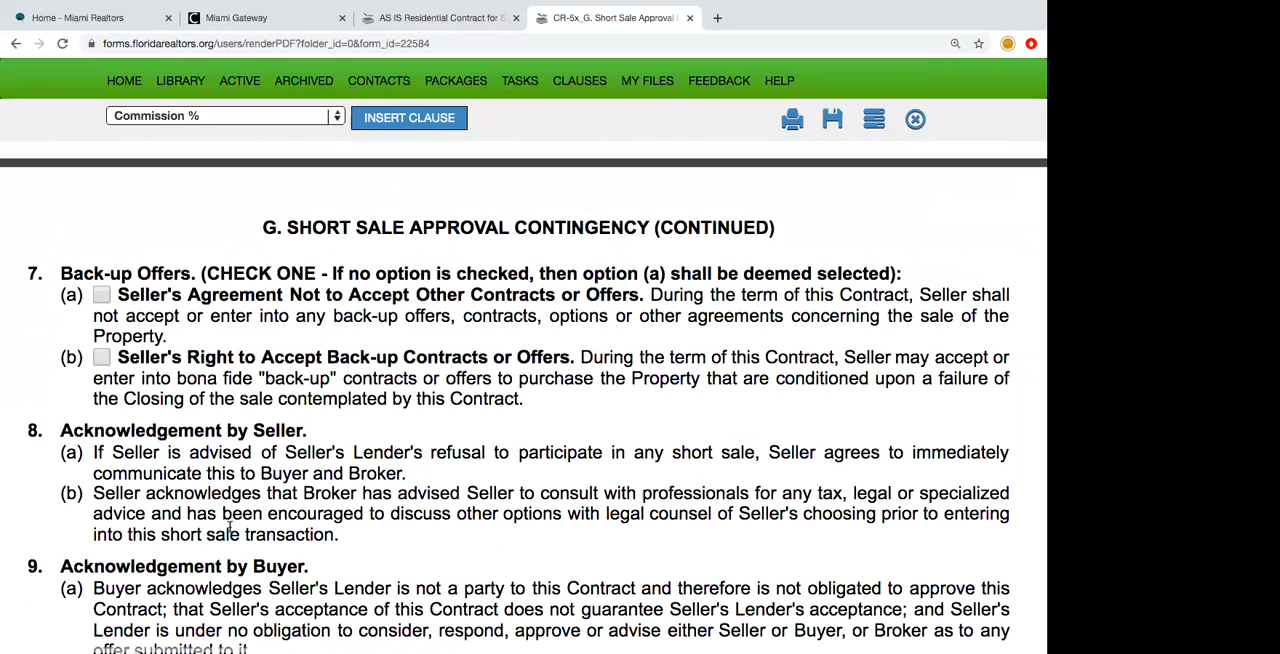 Home - Miami Realtors
Miami Gateway
AS IS Residential Contract for S
CR-5x_G. Short Sale Approval
forms.floridarealtors.org/users/renderPDF?folder_id=0&form_id=22584
HOME LIBRARY ACTIVE ARCHIVED CONTACTS PACKAGES TASKS CLAUSES MY FILES FEEDBACK HELP
Commission % INSERT CLAUSE
G. SHORT SALE APPROVAL CONTINGENCY (CONTINUED)
7. Back-up Offers. (CHECK ONE - If no option is checked, then option (a) shall be deemed selected):
(a) Seller's Agreement Not to Accept Other Contracts or Offers. During the term of this Contract, Seller shall
not accept or enter into any back-up offers, contracts, options or other agreements concerning the sale of the
Property.
(b) Seller's Right to Accept Back-up Contracts or Offers. During the term of this Contract, Seller may accept or
enter into bona fide "back-up" contracts or offers to purchase the Property that are conditioned upon a failure of
the Closing of the sale contemplated by this Contract.
8. Acknowledgement by Seller.
(a) If Seller is advised of Seller's Lender's refusal to participate in any short sale, Seller agrees to immediately
communicate this to Buyer and Broker.
(b) Seller acknowledges that Broker has advised Seller to consult with professionals for any tax, legal or specialized
advice and has been encouraged to discuss other options with legal counsel of Seller's choosing prior to entering
into this short sale transaction.
9. Acknowledgement by Buyer.
(a) Buyer acknowledges Seller's Lender is not a party to this Contract and therefore is not obligated to approve this
Contract; that Seller's acceptance of this Contract does not guarantee Seller's Lender's acceptance; and Seller's
Lender is under no obligation to consider, respond, approve or advise either Seller or Buyer, or Broker as to any
offer submitted to it